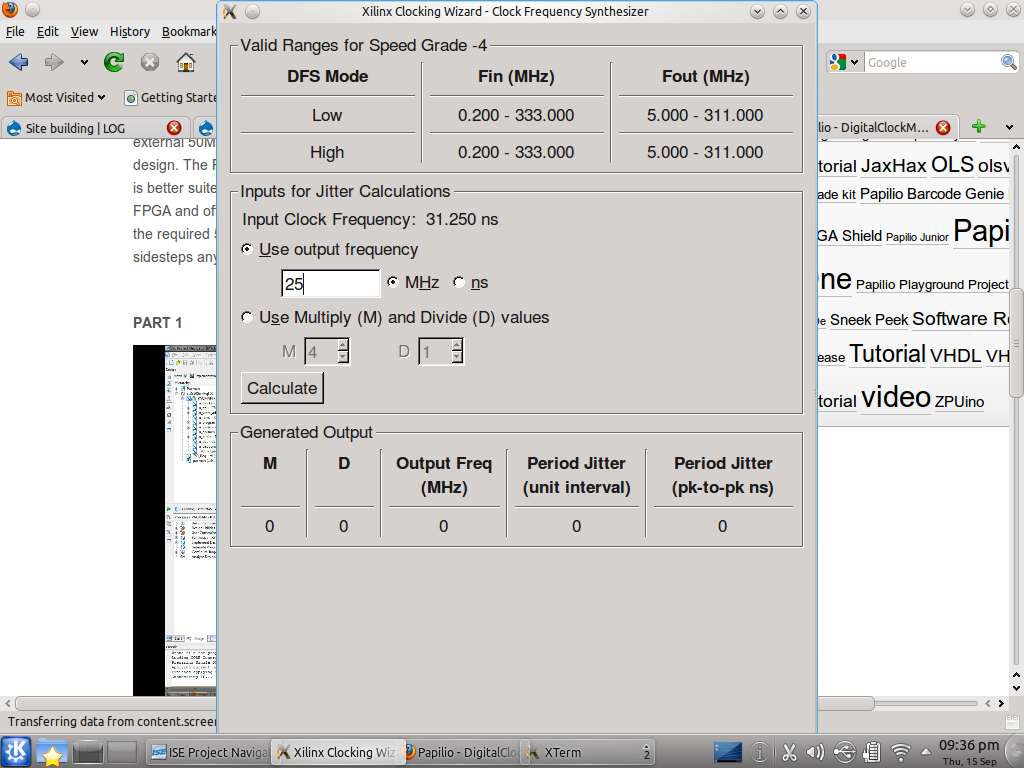 Xilinx Clocking Wizard - Clock Frequency Synthesizer
File Edit View History Bookmark
Google
Most Visited
Getting Starte
Site building | LOG
lio - DigitalClockM...
external 50M
design. The F
is better suite
FPGA and of
the required
sidesteps any
PART 1
Valid Ranges for Speed Grade -4
DFS Mode Fin (MHz) Fout (MHz)
Low 0.200 - 333.000 5.000 - 311.000
High 0.200 - 333.000 5.000 - 311.000
Inputs for Jitter Calculations
Input Clock Frequency: 31.250 ns
Use output frequency
25 MHz ns
Use Multiply (M) and Divide (D) values
M 4 D 1
Calculate
Generated Output
M D Output Freq Period Jitter Period Jitter
(MHz) (unit interval) (pk-to-pk ns)
0 0 0 0 0
torial JaxHax OLS olsv
ade kit Papilio Barcode Genie
GA Shield Papilio Junior Papi
ne Papilio Playground Project
De Sneek Peek Software R
ease Tutorial VHDL VH
torial video ZPUino
Transferring data from content.screen
ISE Project Naviga
Xilinx Clocking Wiz
Papilio - DigitalClo
XTerm
2
09:36 pm
Thu, 15 Sep